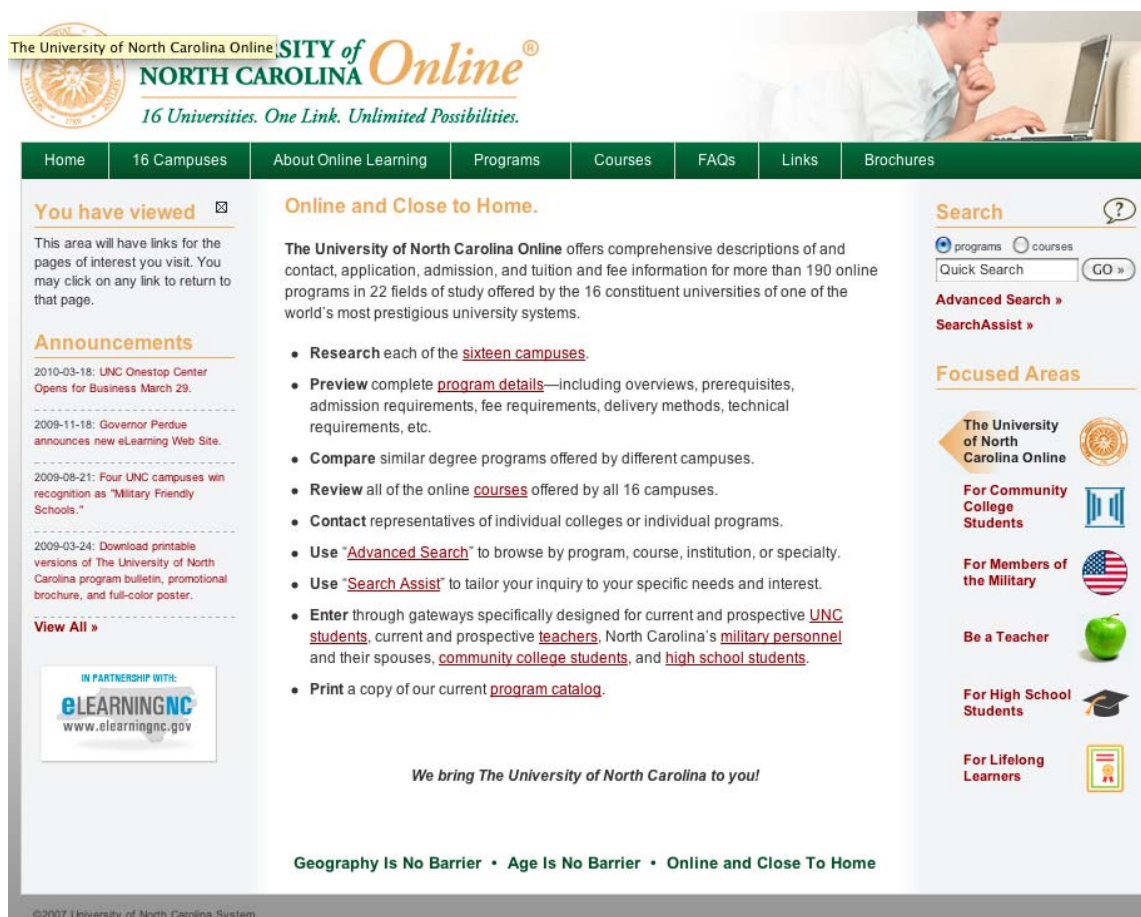 The University of North Carolina Online
SITY of
NORTH CAROLINA Online®
16 Universities. One Link. Unlimited Possibilities.
Home 16 Campuses About Online Learning Programs Courses FAQs Links Brochures
You have viewed
This area will have links for the
pages of interest you visit. You
may click on any link to return to
that page.
Announcements
2010-03-18: UNC Onestop Center
Opens for Business March 29.
2009-11-18: Governor Perdue
announces new eLearning Web Site.
2009-08-21: Four UNC campuses win
recognition as "Military Friendly
Schools."
2009-03-24: Download printable
versions of The University of North
Carolina program bulletin, promotional
brochure, and full-color poster.
View All »
IN PARTNERSHIP WITH:
eLEARNINGNC
www.elearningnc.gov
Online and Close to Home.
The University of North Carolina Online offers comprehensive descriptions of and
contact, application, admission, and tuition and fee information for more than 190 online
programs in 22 fields of study offered by the 16 constituent universities of one of the
world's most prestigious university systems.
• Research each of the sixteen campuses.
• Preview complete program details—including overviews, prerequisites,
admission requirements, fee requirements, delivery methods, technical
requirements, etc.
• Compare similar degree programs offered by different campuses.
• Review all of the online courses offered by all 16 campuses.
• Contact representatives of individual colleges or individual programs.
• Use “Advanced Search” to browse by program, course, institution, or specialty.
• Use “Search Assist” to tailor your inquiry to your specific needs and interest.
• Enter through gateways specifically designed for current and prospective UNC
students, current and prospective teachers, North Carolina's military personnel
and their spouses, community college students, and high school students.
• Print a copy of our current program catalog.
We bring The University of North Carolina to you!
Geography Is No Barrier • Age Is No Barrier • Online and Close To Home
Search ?
programs courses
Quick Search GO »
Advanced Search »
SearchAssist »
Focused Areas
The University
of North
Carolina Online
For Community
College
Students
For Members of
the Military
Be a Teacher
For High School
Students
For Lifelong
Learners
©2007 University of North Carolina System